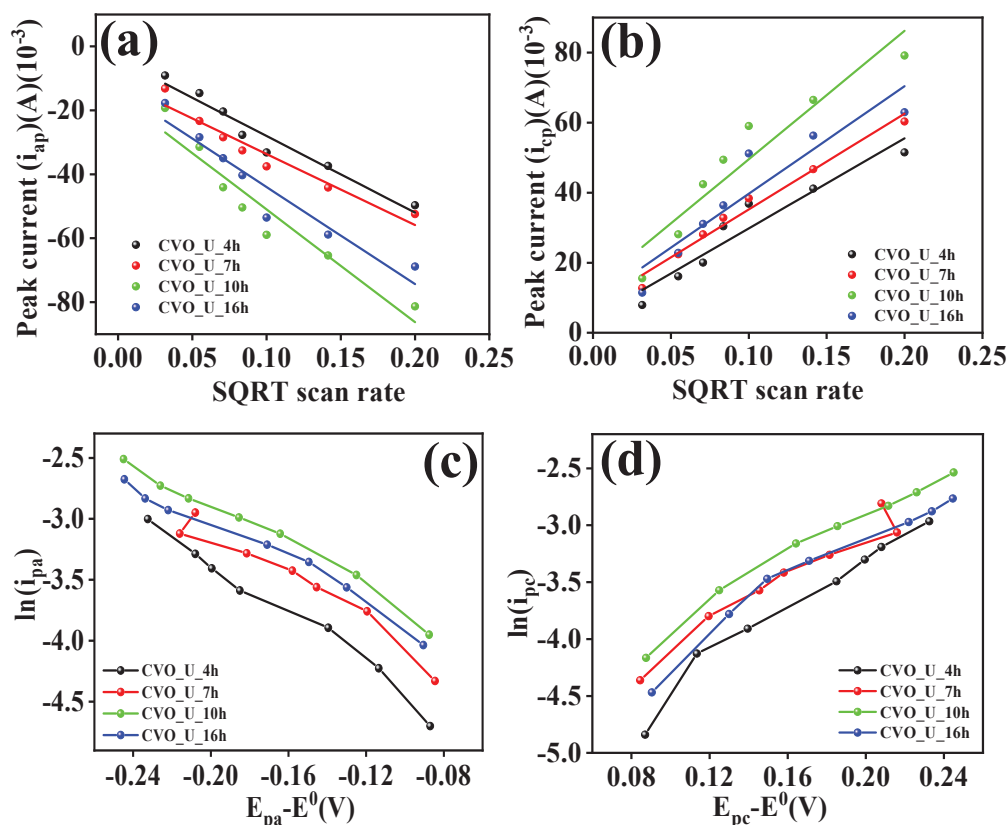 (a)
Peak current (i_ap)(A)(10⁻³)
0
-20
-40
-60
-80
CVO_U_4h
CVO_U_7h
CVO_U_10h
CVO_U_16h
0.00 0.05 0.10 0.15 0.20 0.25
SQRT scan rate
(b)
Peak current (i_cp)(A)(10⁻³)
80
60
40
20
0
CVO_U_4h
CVO_U_7h
CVO_U_10h
CVO_U_16h
0.00 0.05 0.10 0.15 0.20 0.25
SQRT scan rate
(c)
ln(i_pa)
-2.5
-3.0
-3.5
-4.0
-4.5
CVO_U_4h
CVO_U_7h
CVO_U_10h
CVO_U_16h
-0.24 -0.20 -0.16 -0.12 -0.08
E_pa-E⁰(V)
(d)
ln(i_pc)
-2.5
-3.0
-3.5
-4.0
-4.5
-5.0
CVO_U_4h
CVO_U_7h
CVO_U_10h
CVO_U_16h
0.08 0.12 0.16 0.20 0.24
E_pc-E⁰(V)